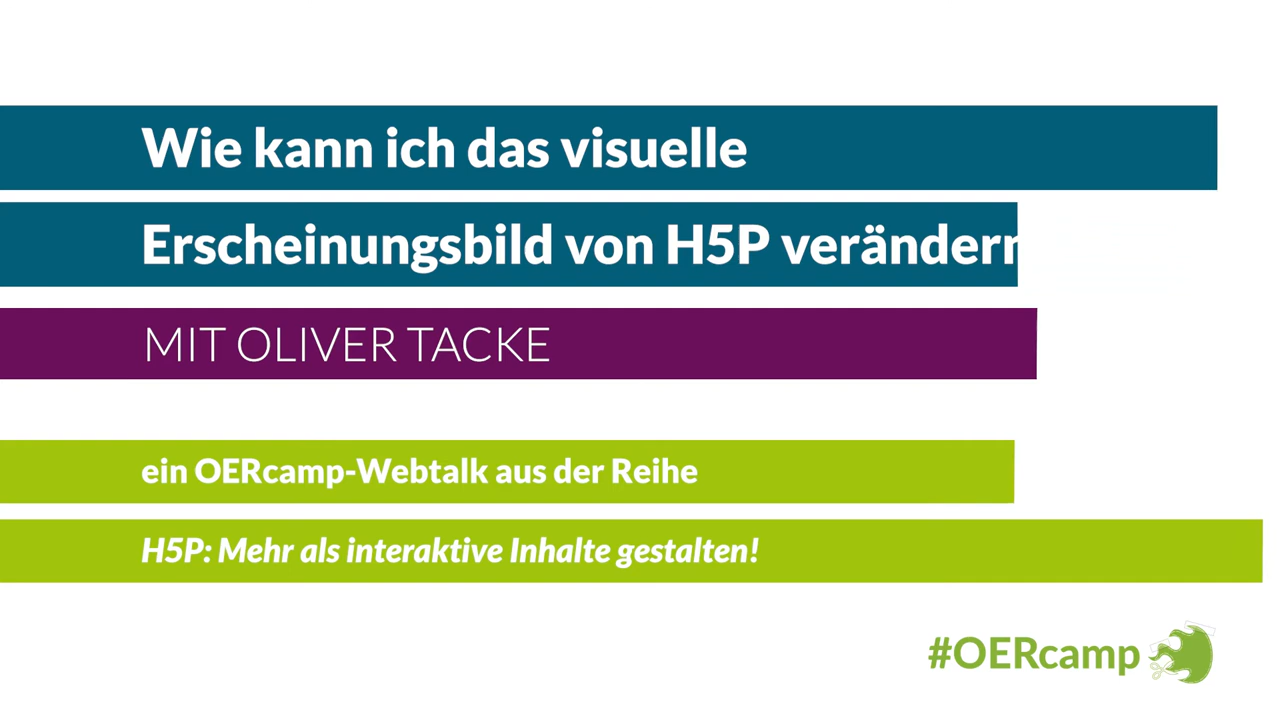 Wie kann ich das visuelle
Erscheinungsbild von H5P verändern
MIT OLIVER TACKE
ein OERcamp-Webtalk aus der Reihe
H5P: Mehr als interaktive Inhalte gestalten!
#OERcamp